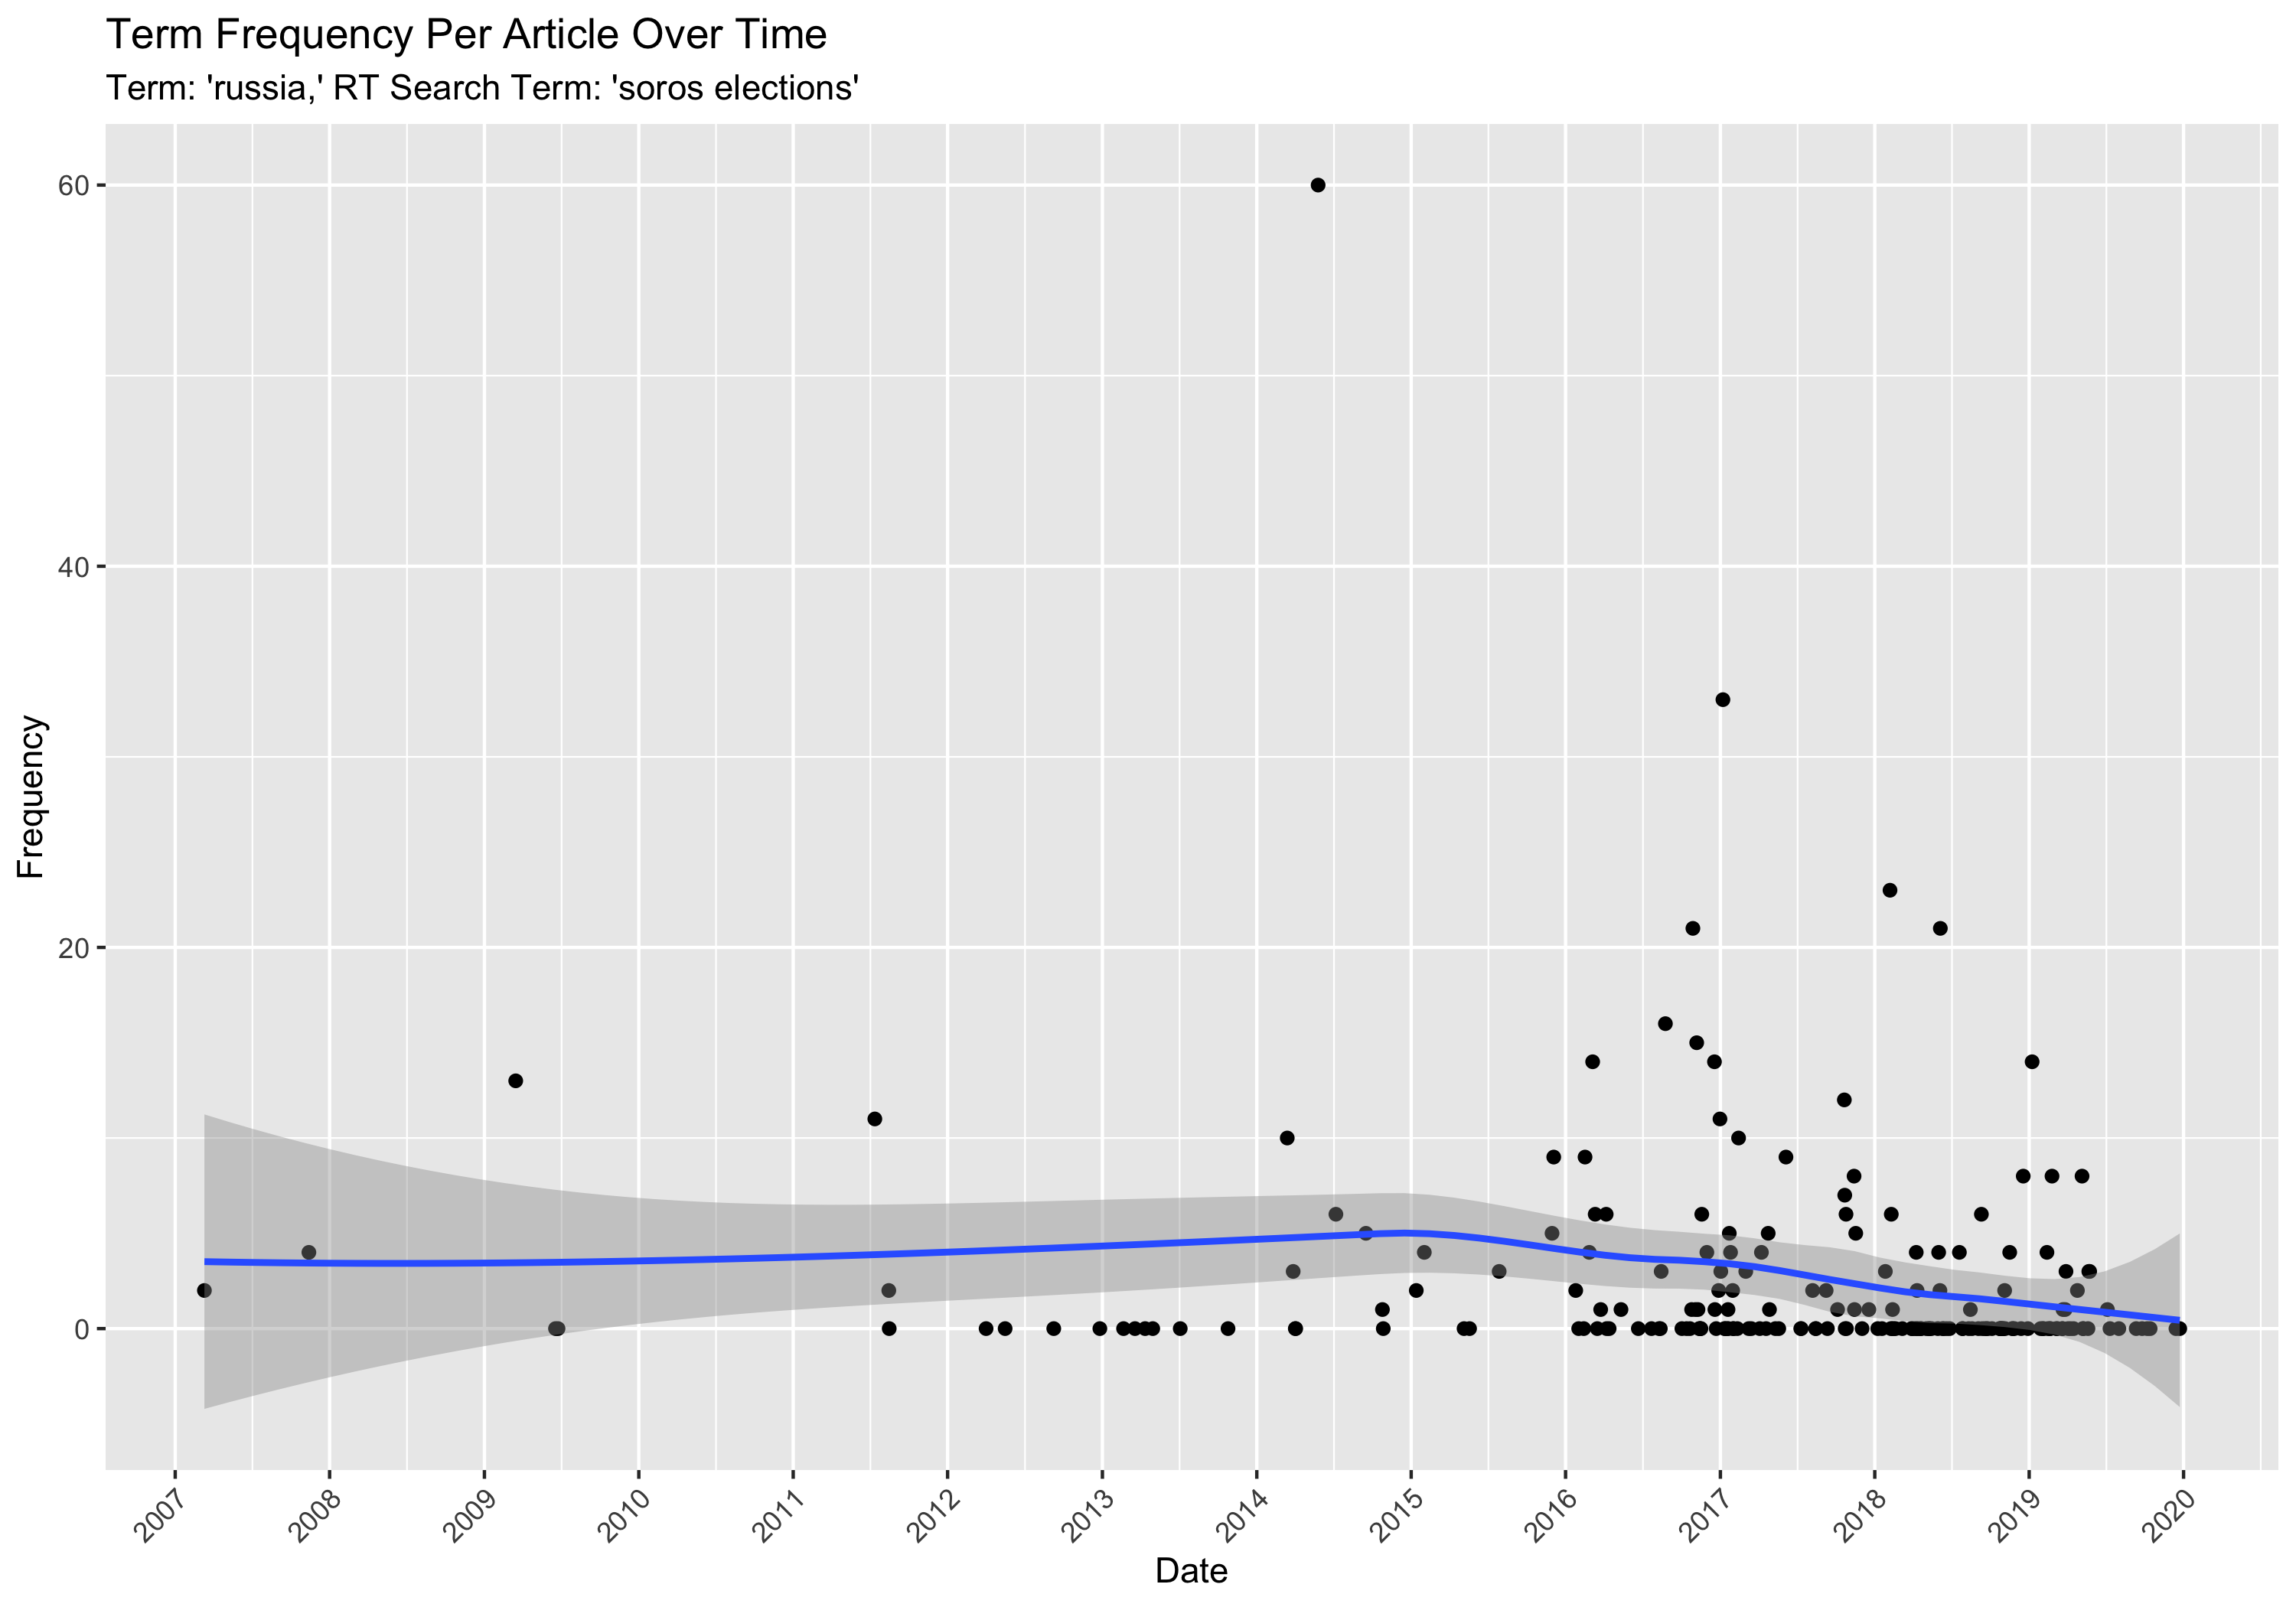 Term Frequency Per Article Over Time
Term: 'russia,' RT Search Term: 'soros elections'
60
40
20
0
Frequency
2007 2008 2009 2010 2011 2012 2013 2014 2015 2016 2017 2018 2019 2020
Date